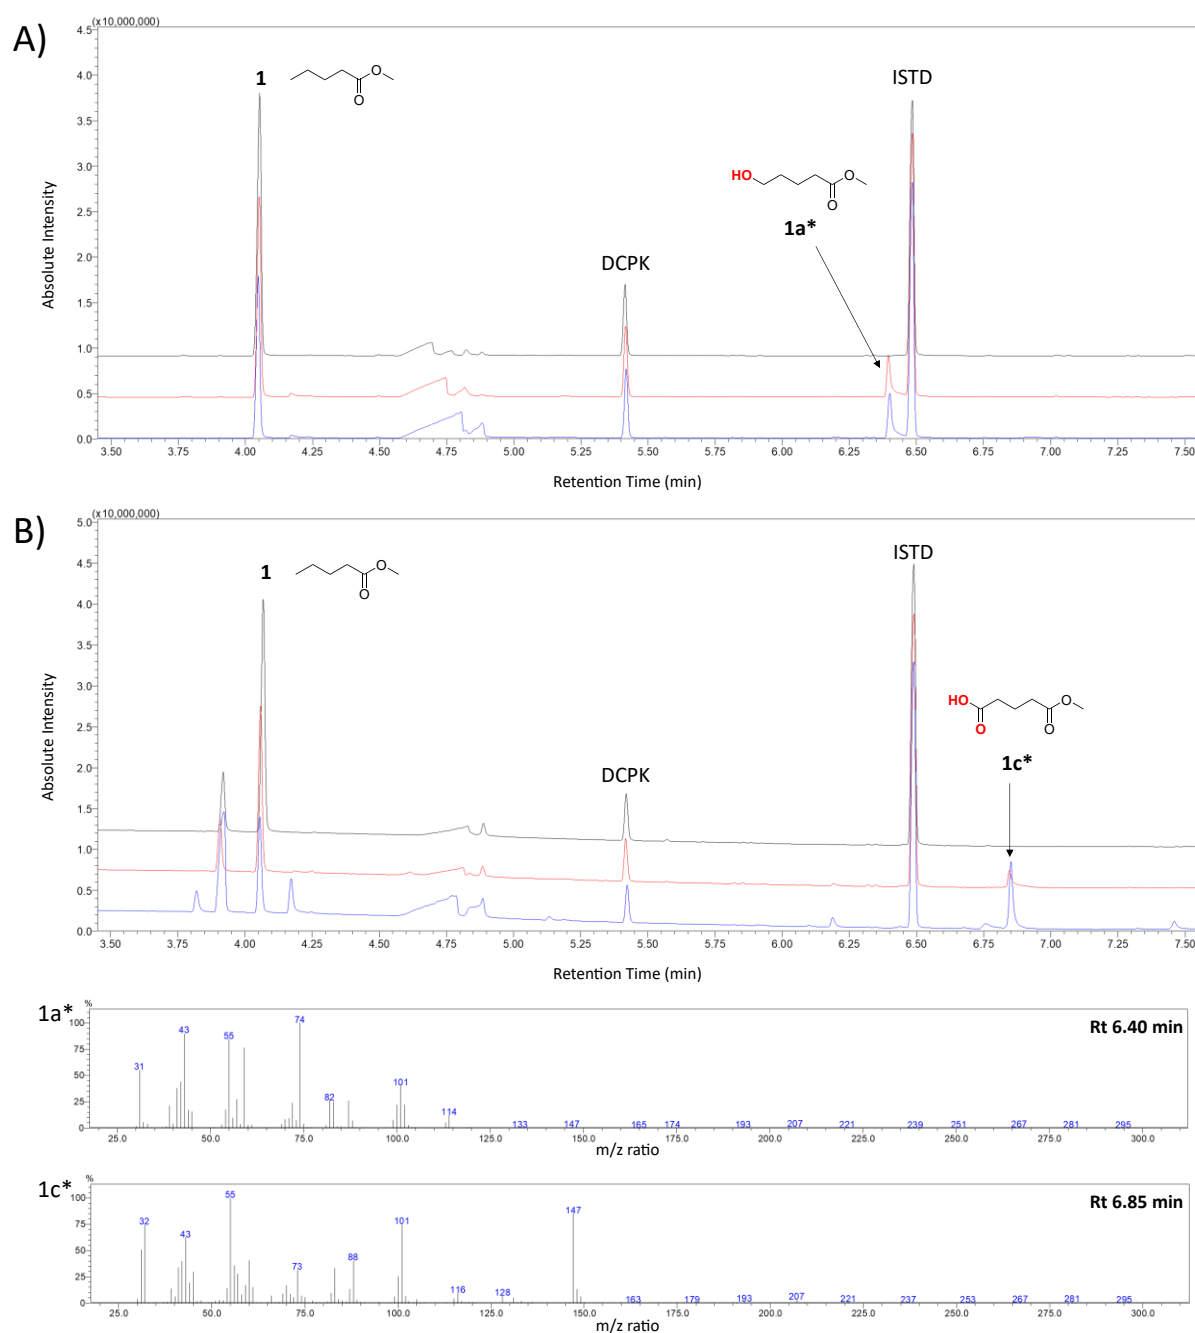 A)
(x10,000,000)
4.5
4.0
3.5
3.0
2.5
2.0
1.5
1.0
0.5
0.0
Absolute Intensity
1
O
O
DCPK
HO
O
O
1a*
ISTD
3.50 3.75 4.00 4.25 4.50 4.75 5.00 5.25 5.50 5.75 6.00 6.25 6.50 6.75 7.00 7.25 7.50
Retention Time (min)
B)
(x10,000,000)
5.0
4.5
4.0
3.5
3.0
2.5
2.0
1.5
1.0
0.5
0.0
Absolute Intensity
1
O
O
DCPK
ISTD
HO
O
O
O
1c*
3.50 3.75 4.00 4.25 4.50 4.75 5.00 5.25 5.50 5.75 6.00 6.25 6.50 6.75 7.00 7.25 7.50
Retention Time (min)
1a*
%
100
75
50
25
0
31 43 55 74 82 101 114 133 147 165 174 193 207 221 239 251 267 281 295
Rt 6.40 min
25.0 50.0 75.0 100.0 125.0 150.0 175.0 200.0 225.0 250.0 275.0 300.0
m/z ratio
1c*
%
100
75
50
25
0
32 43 55 73 88 101 116 128 147 163 179 193 207 221 237 253 267 281 295
Rt 6.85 min
25.0 50.0 75.0 100.0 125.0 150.0 175.0 200.0 225.0 250.0 275.0 300.0
m/z ratio